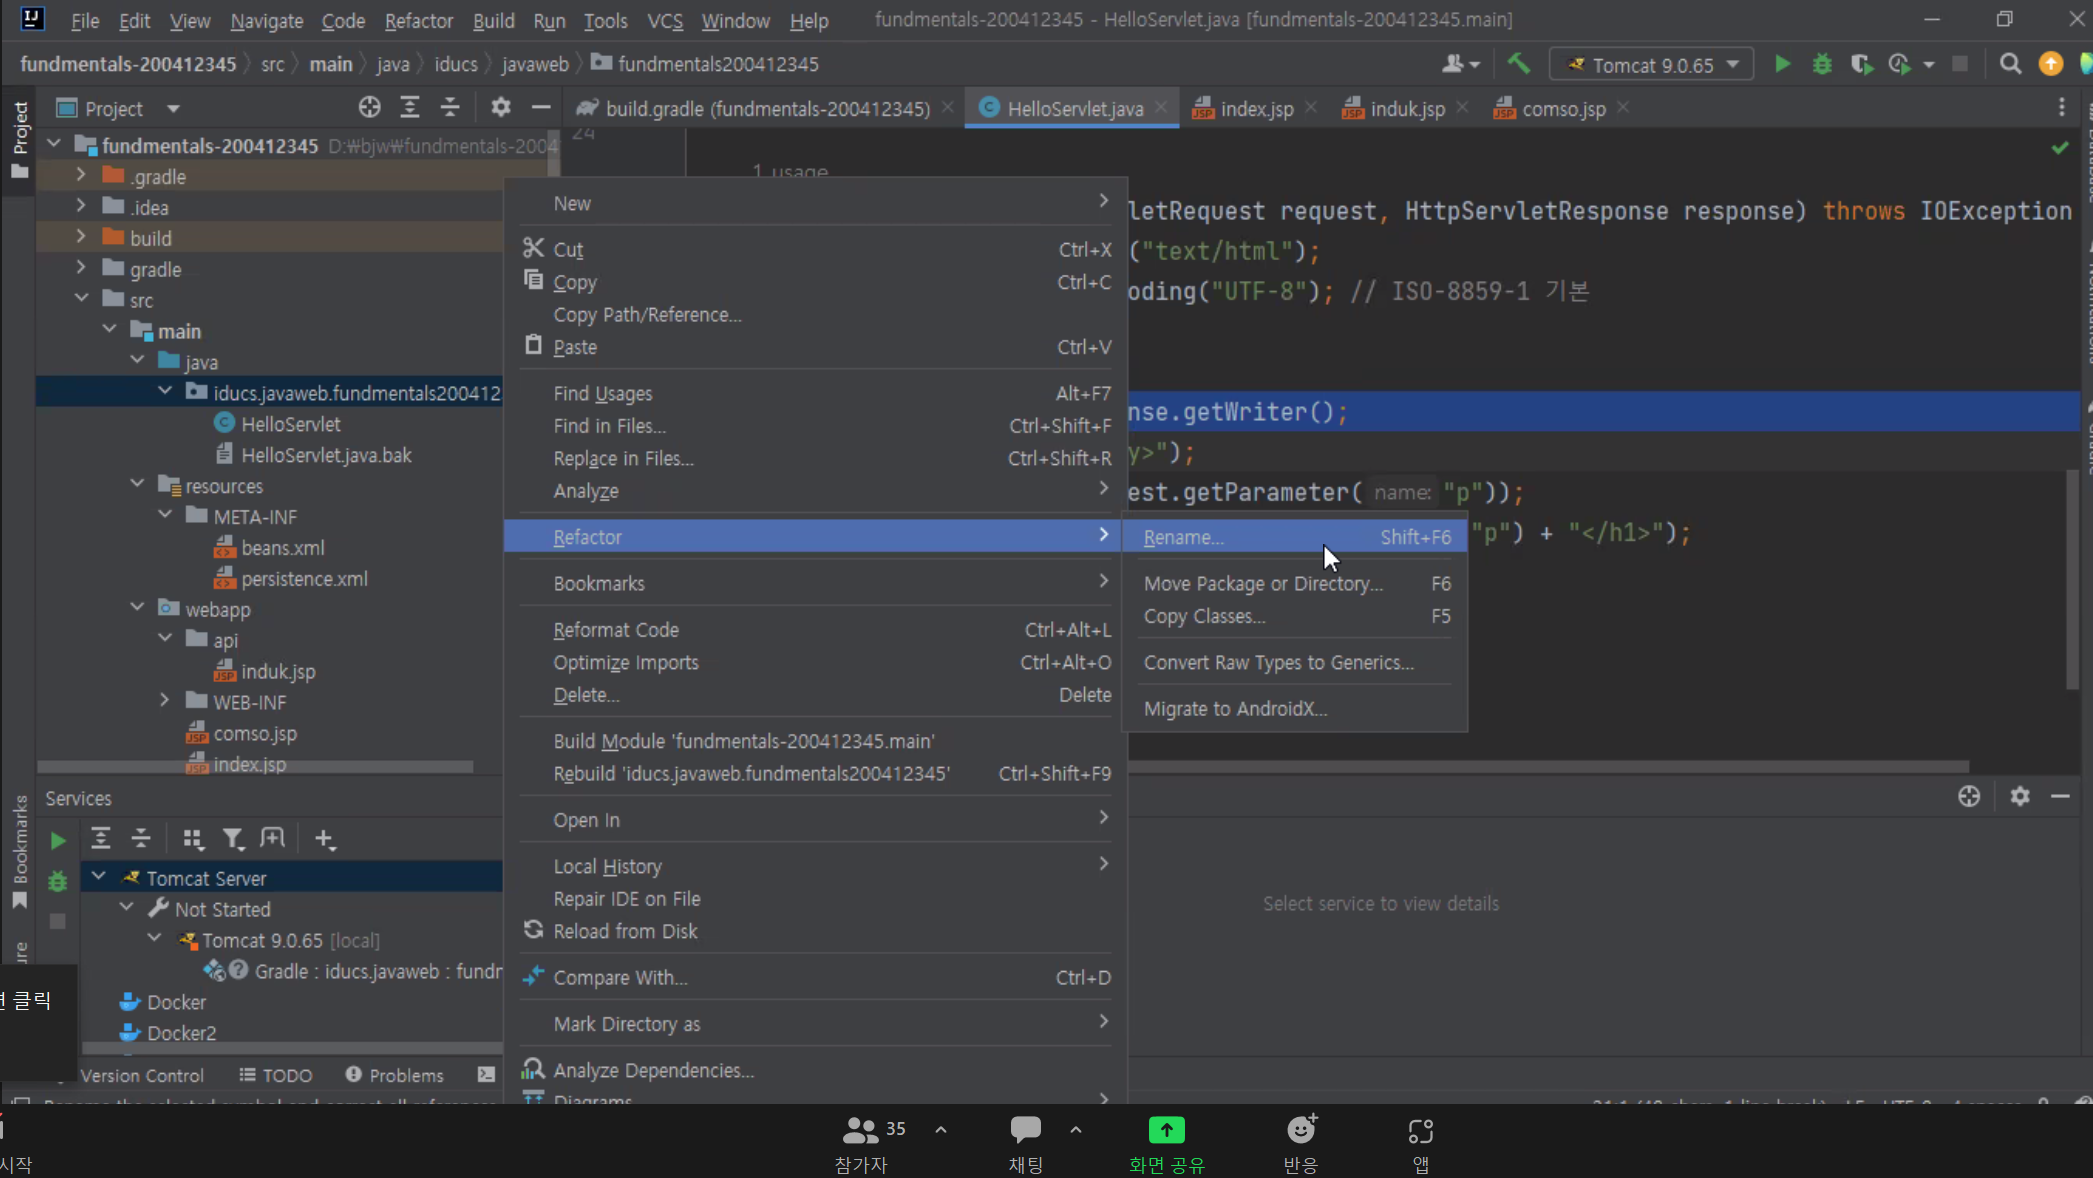 File Edit View Navigate Code Refactor Build Run Tools VCS Window Help fundmentals-200412345 - HelloServlet.java [fundmentals-200412345.main]
fundmentals-200412345 src main java iducs javaweb fundmentals200412345 Tomcat 9.0.65
Project
Project
build.gradle (fundmentals-200412345) HelloServlet.java index.jsp induk.jsp comso.jsp
fundmentals-200412345 D:₩bjw₩fundmentals-2004
.gradle
.idea
build
gradle
src
main
java
iducs.javaweb.fundmentals200412
HelloServlet
HelloServlet.java.bak
resources
META-INF
beans.xml
persistence.xml
webapp
api
induk.jsp
WEB-INF
comso.jsp
index.jsp
24
1 usage
letRequest request, HttpServletResponse response) throws IOException
("text/html");
oding("UTF-8"); // ISO-8859-1 기본
nse.getWriter();
y>");
est.getParameter( name: "p"));
"p") + "</h1>");
New
Cut Ctrl+X
Copy Ctrl+C
Copy Path/Reference...
Paste Ctrl+V
Find Usages Alt+F7
Find in Files... Ctrl+Shift+F
Replace in Files... Ctrl+Shift+R
Analyze
Refactor
Bookmarks
Reformat Code Ctrl+Alt+L
Optimize Imports Ctrl+Alt+O
Delete... Delete
Build Module 'fundmentals-200412345.main'
Rebuild 'iducs.javaweb.fundmentals200412345' Ctrl+Shift+F9
Open In
Local History
Repair IDE on File
Reload from Disk
Compare With... Ctrl+D
Mark Directory as
Analyze Dependencies...
Diagrams
Rename... Shift+F6
Move Package or Directory... F6
Copy Classes... F5
Convert Raw Types to Generics...
Migrate to AndroidX...
Services
Bookmarks
Tomcat Server
Not Started
Tomcat 9.0.65 [local]
Gradle : iducs.javaweb : fundr
Docker
Docker2
Select service to view details
클릭
Version Control TODO Problems
35
시작 참가자 채팅 화면 공유 반응 앱